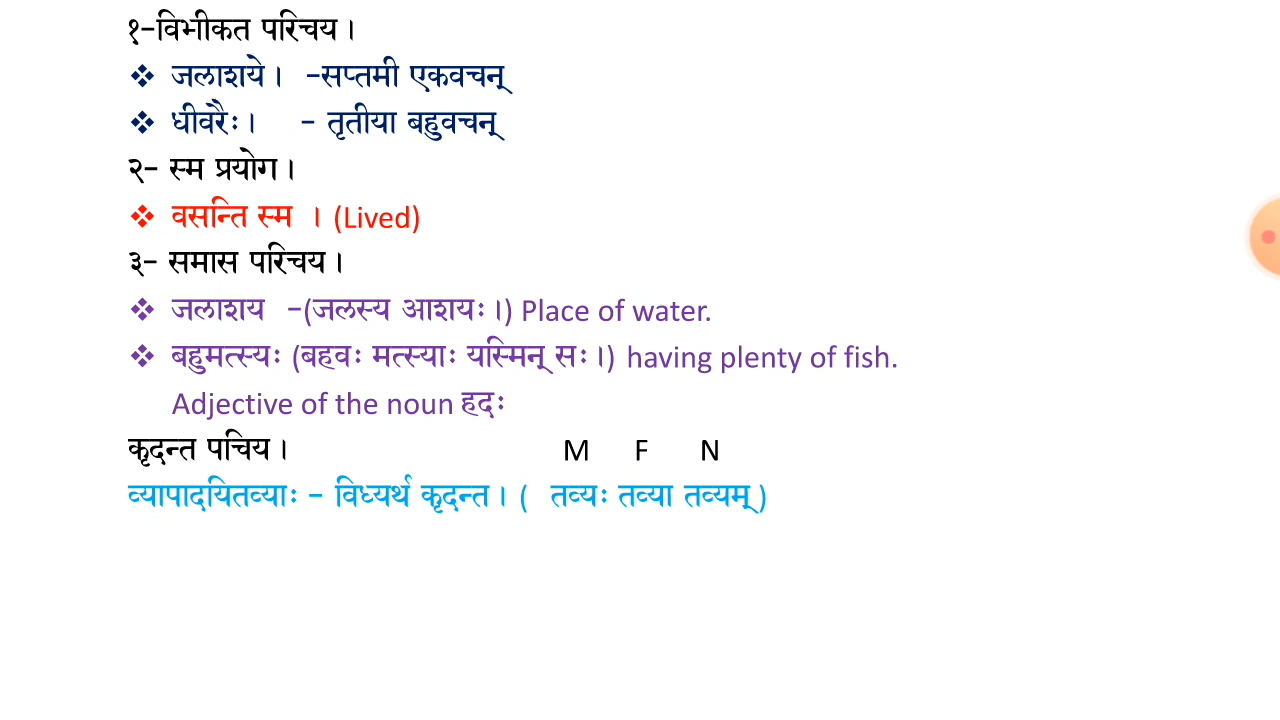 १-विभीकत परिचय ।
❖ जलाशये । -सप्तमी एकवचन्
❖ धीवरैः । - तृतीया बहुवचन्
२- स्म प्रयोग ।
❖ वसन्ति स्म । (Lived)
३- समास परिचय ।
❖ जलाशय -(जलस्य आशयः ।) Place of water.
❖ बहुमत्स्यः (बहवः मत्स्याः यस्मिन् सः ।) having plenty of fish.
Adjective of the noun हदः
कृदन्त पचिय । M F N
व्यापादयितव्याः - विध्यर्थ कृदन्त । ( तव्यः तव्या तव्यम् )